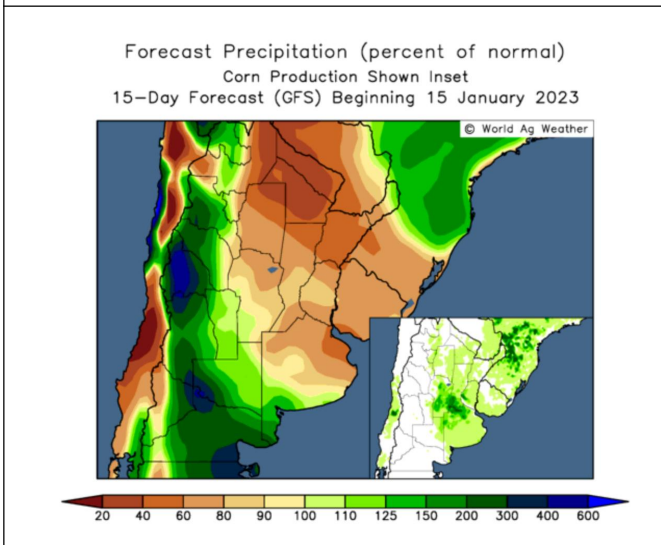 Forecast Precipitation (percent of normal)
Corn Production Shown Inset
15-Day Forecast (GFS) Beginning 15 January 2023
© World Ag Weather
20 40 60 80 90 100 110 125 150 200 300 400 600